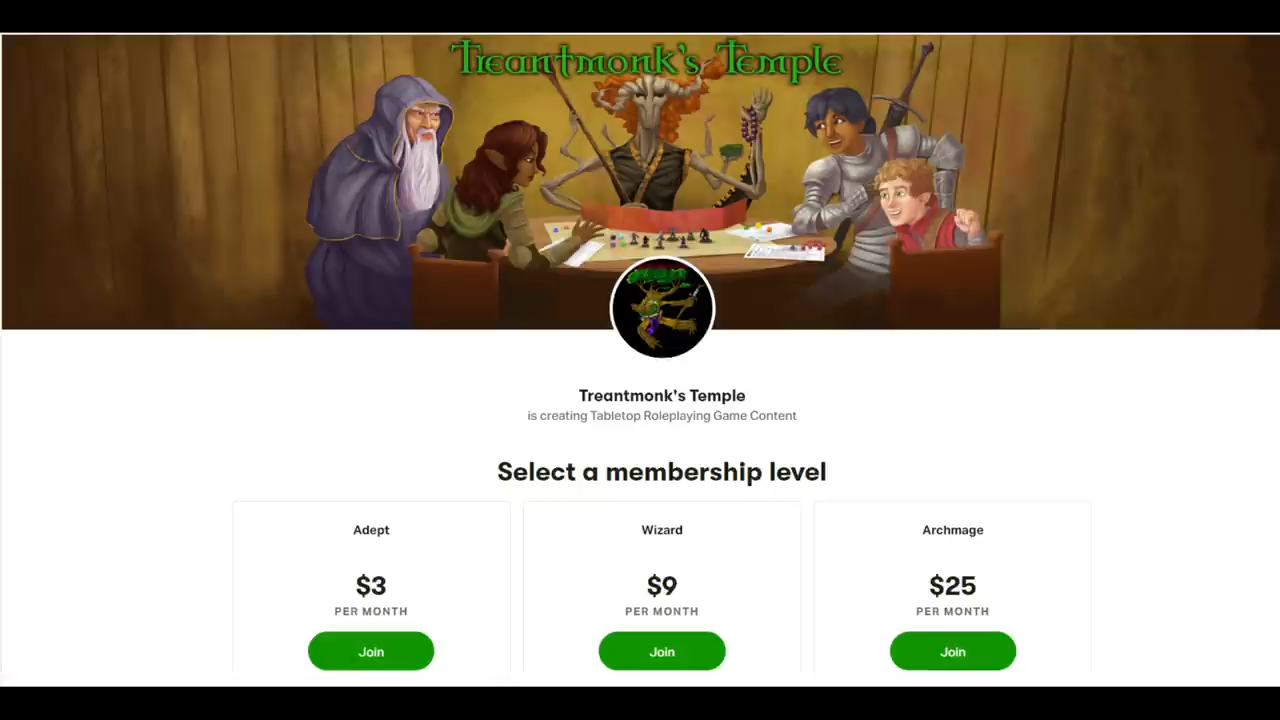 Treantmonk's Temple
Treantmonk's Temple
is creating Tabletop Roleplaying Game Content
Select a membership level
Adept
$3
PER MONTH
Join
Wizard
$9
PER MONTH
Join
Archmage
$25
PER MONTH
Join